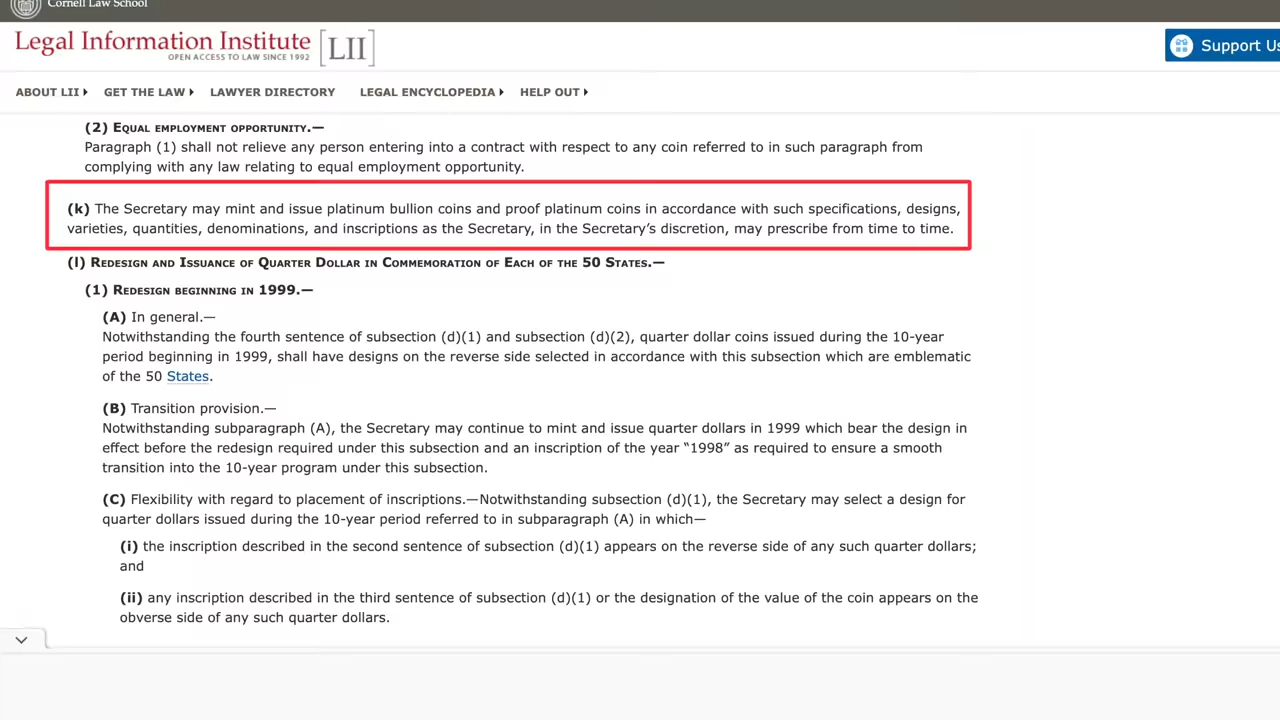 Cornell Law School
Legal Information Institute [LII]
OPEN ACCESS TO LAW SINCE 1992
Support Us
ABOUT LII GET THE LAW LAWYER DIRECTORY LEGAL ENCYCLOPEDIA HELP OUT
(2) EQUAL EMPLOYMENT OPPORTUNITY.—
Paragraph (1) shall not relieve any person entering into a contract with respect to any coin referred to in such paragraph from
complying with any law relating to equal employment opportunity.
(k) The Secretary may mint and issue platinum bullion coins and proof platinum coins in accordance with such specifications, designs,
varieties, quantities, denominations, and inscriptions as the Secretary, in the Secretary’s discretion, may prescribe from time to time.
(l) REDESIGN AND ISSUANCE OF QUARTER DOLLAR IN COMMEMORATION OF EACH OF THE 50 STATES.—
(1) REDESIGN BEGINNING IN 1999.—
(A) In general.—
Notwithstanding the fourth sentence of subsection (d)(1) and subsection (d)(2), quarter dollar coins issued during the 10-year
period beginning in 1999, shall have designs on the reverse side selected in accordance with this subsection which are emblematic
of the 50 States.
(B) Transition provision.—
Notwithstanding subparagraph (A), the Secretary may continue to mint and issue quarter dollars in 1999 which bear the design in
effect before the redesign required under this subsection and an inscription of the year “1998” as required to ensure a smooth
transition into the 10-year program under this subsection.
(C) Flexibility with regard to placement of inscriptions.—Notwithstanding subsection (d)(1), the Secretary may select a design for
quarter dollars issued during the 10-year period referred to in subparagraph (A) in which—
(i) the inscription described in the second sentence of subsection (d)(1) appears on the reverse side of any such quarter dollars;
and
(ii) any inscription described in the third sentence of subsection (d)(1) or the designation of the value of the coin appears on the
obverse side of any such quarter dollars.